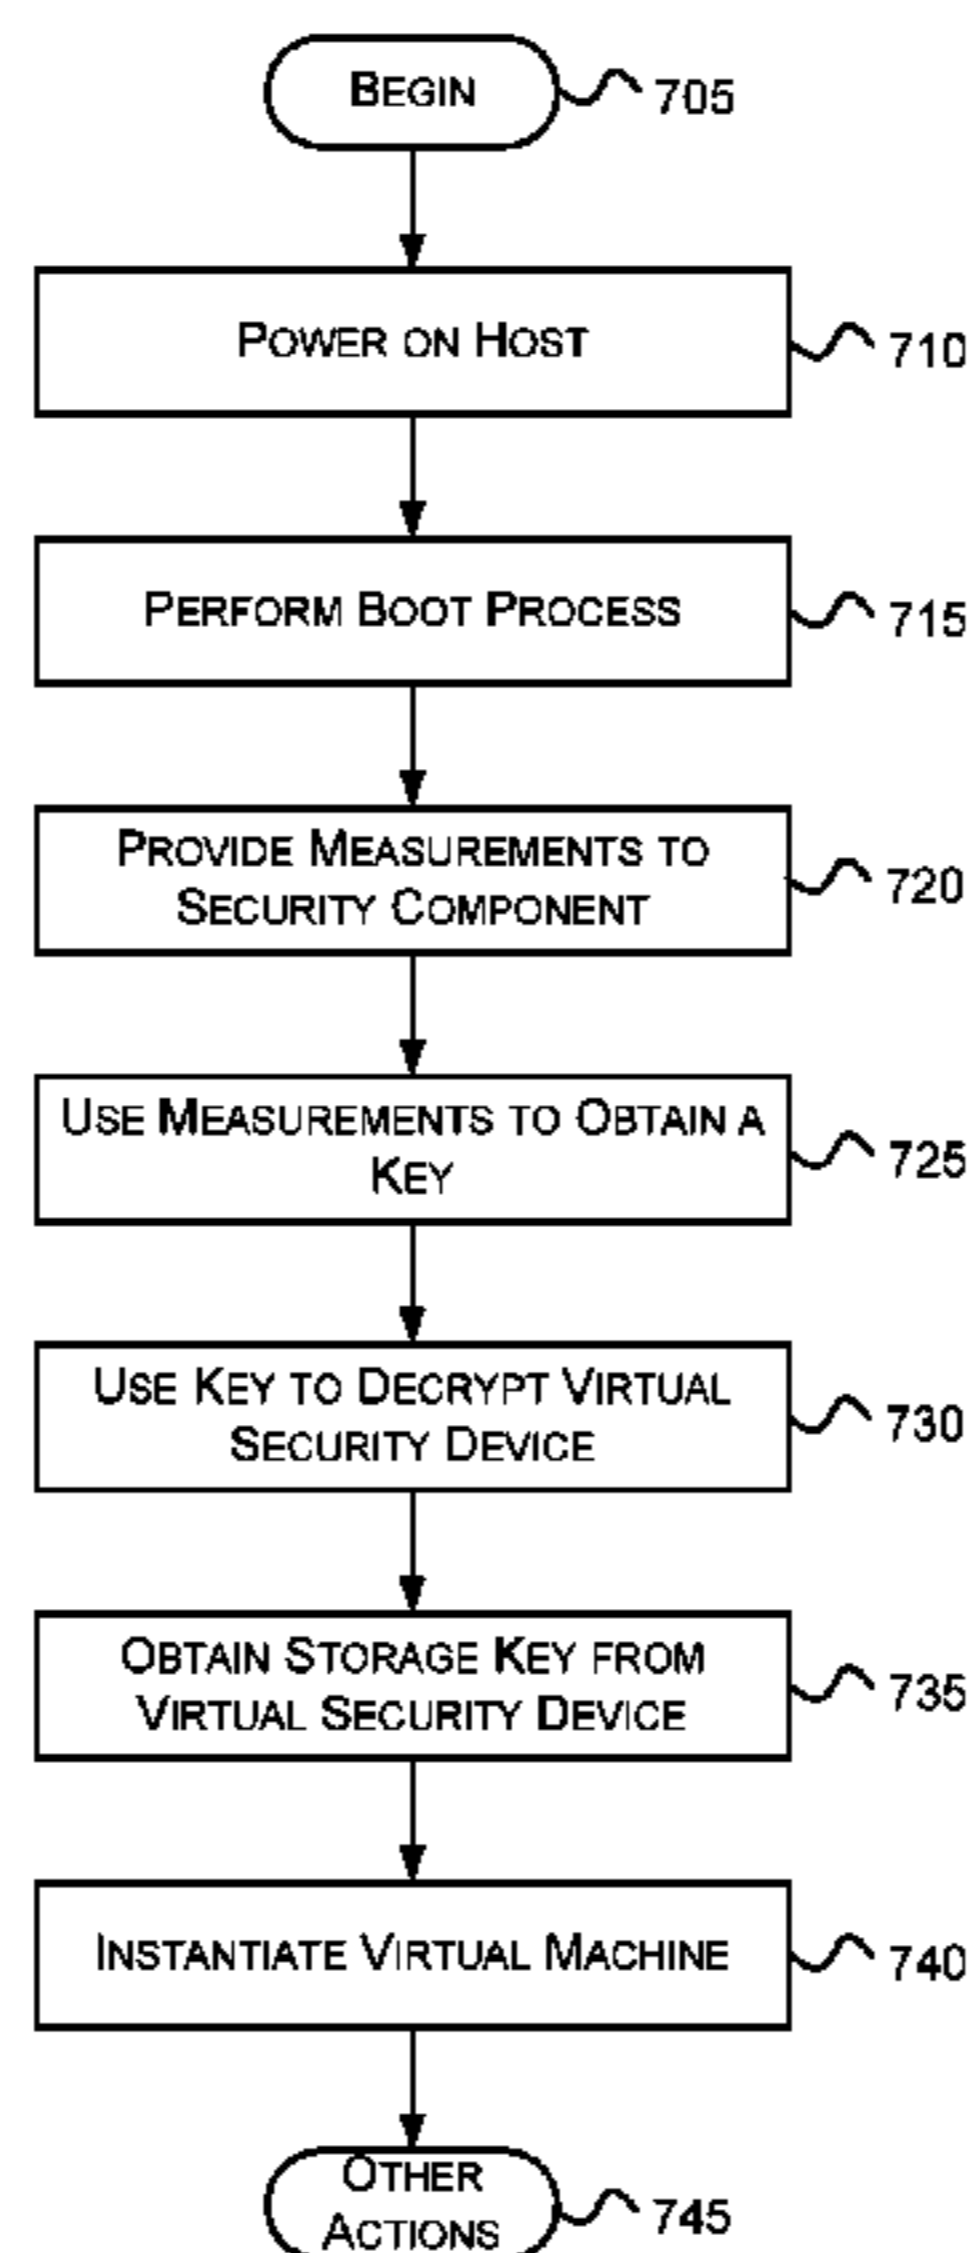 BEGIN
705
POWER ON HOST
710
PERFORM BOOT PROCESS
715
PROVIDE MEASUREMENTS TO
SECURITY COMPONENT
720
USE MEASUREMENTS TO OBTAIN A
KEY
725
USE KEY TO DECRYPT VIRTUAL
SECURITY DEVICE
730
OBTAIN STORAGE KEY FROM
VIRTUAL SECURITY DEVICE
735
INSTANTIATE VIRTUAL MACHINE
740
OTHER
ACTIONS
745